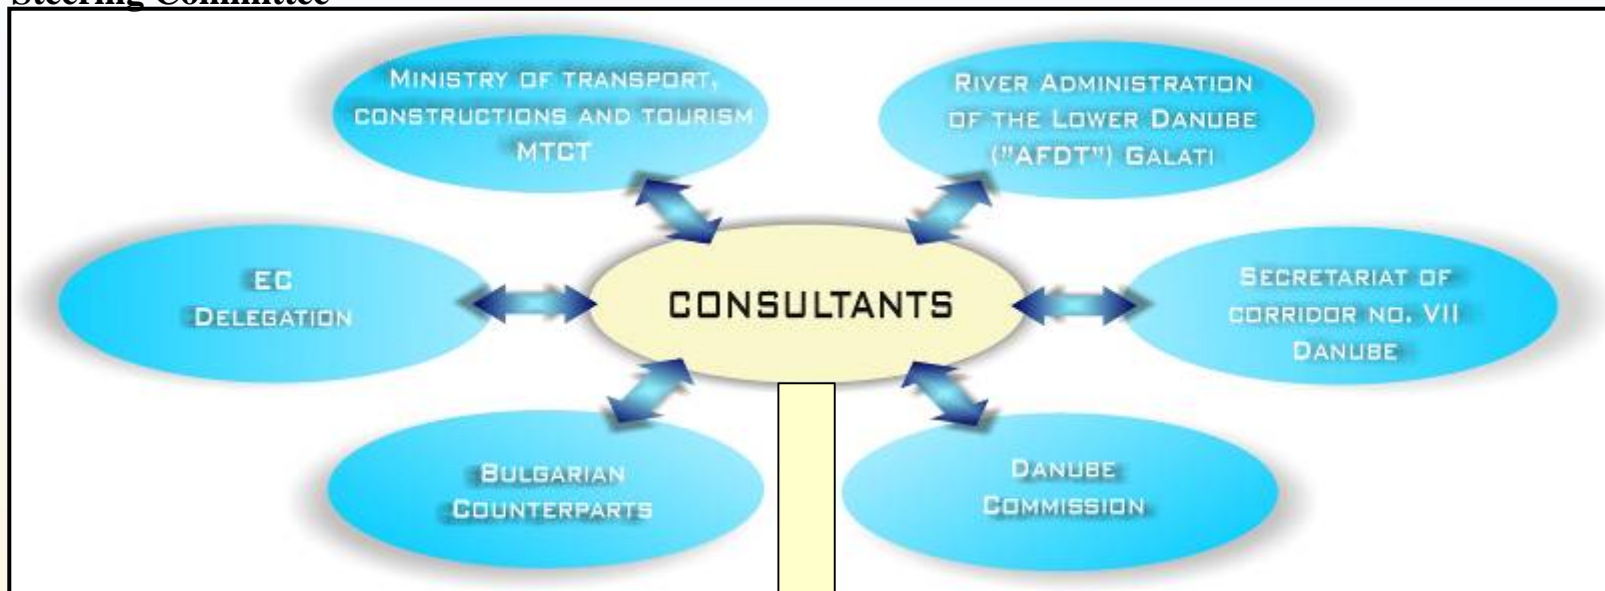 Steering Committee
MINISTRY OF TRANSPORT,
CONSTRUCTIONS AND TOURISM
MTCT
RIVER ADMINISTRATION
OF THE LOWER DANUBE
("AFDT") GALATI
EC
DELEGATION
CONSULTANTS
SECRETARIAT OF
CORRIDOR NO. VII
DANUBE
BULGARIAN
COUNTERPARTS
DANUBE
COMMISSION